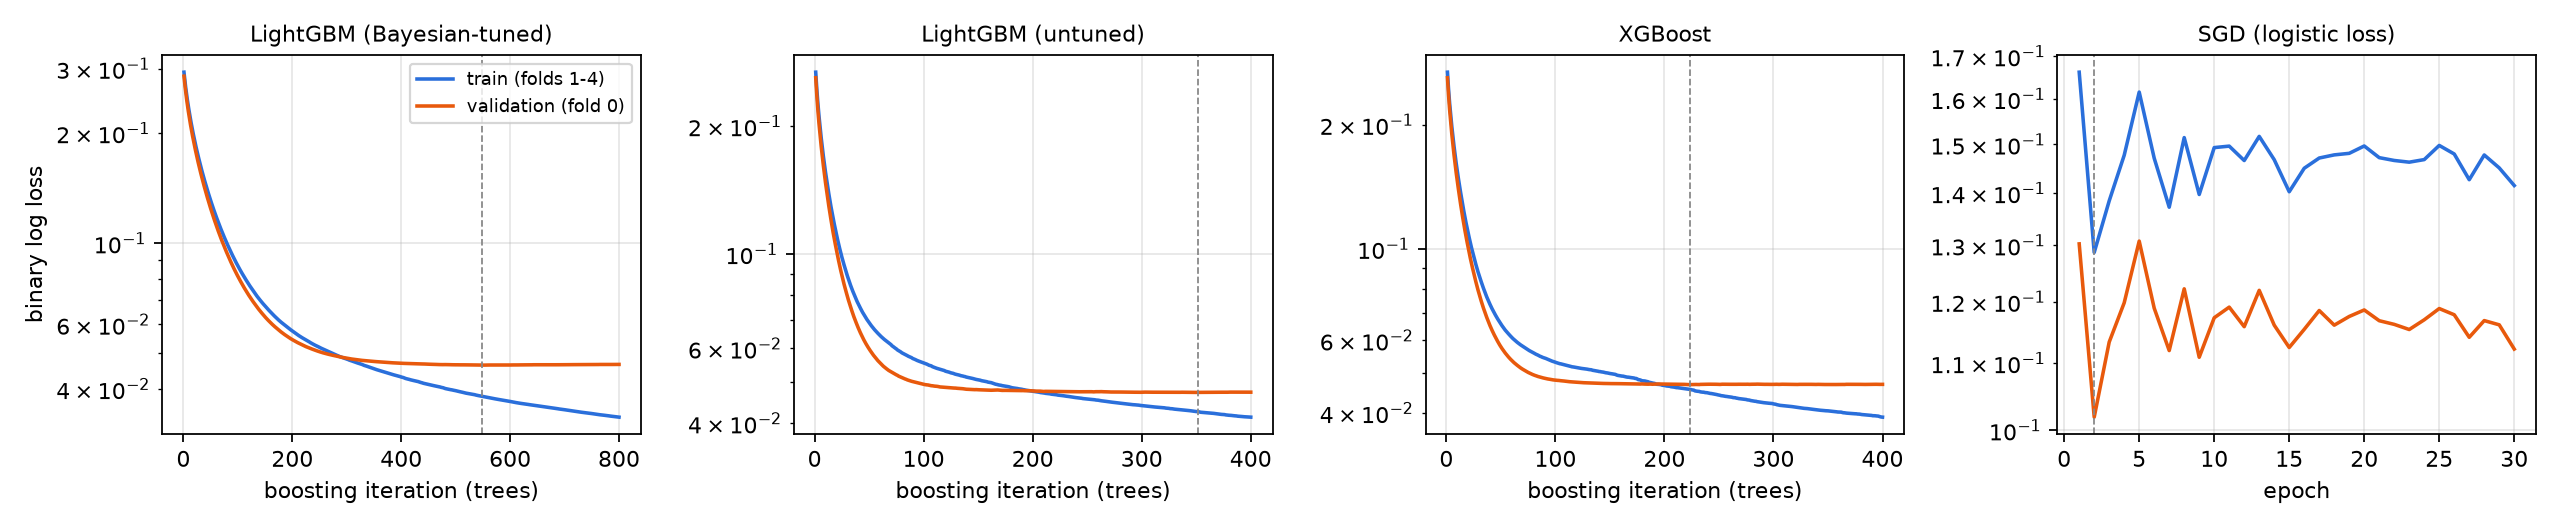 LightGBM (Bayesian-tuned)
binary log loss
3 × 10⁻¹
2 × 10⁻¹
10⁻¹
6 × 10⁻²
4 × 10⁻²
train (folds 1-4)
validation (fold 0)
0 200 400 600 800
boosting iteration (trees)
LightGBM (untuned)
2 × 10⁻¹
10⁻¹
6 × 10⁻²
4 × 10⁻²
0 100 200 300 400
boosting iteration (trees)
XGBoost
2 × 10⁻¹
10⁻¹
6 × 10⁻²
4 × 10⁻²
0 100 200 300 400
boosting iteration (trees)
SGD (logistic loss)
1.7 × 10⁻¹
1.6 × 10⁻¹
1.5 × 10⁻¹
1.4 × 10⁻¹
1.3 × 10⁻¹
1.2 × 10⁻¹
1.1 × 10⁻¹
10⁻¹
0 5 10 15 20 25 30
epoch